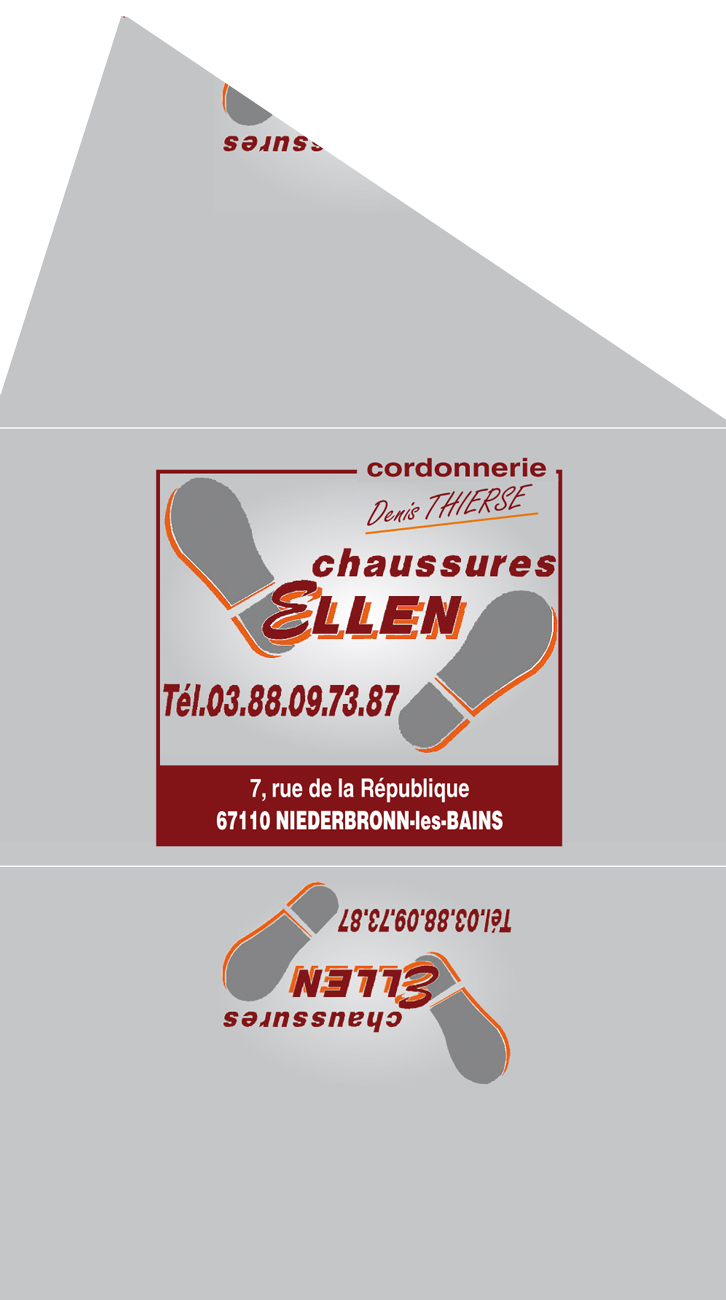 ssures
cordonnerie
Denis THIERSE
chaussures
ELLEN
Tél.03.88.09.73.87
7, rue de la République
67110 NIEDERBRONN-les-BAINS
Tél.03.88.09.73.87
ELLEN
chaussures